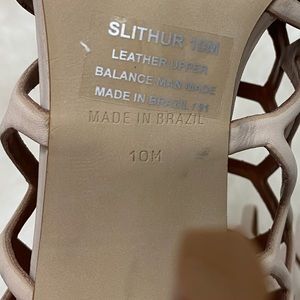 SLITHUR 10M
LEATHER UPPER
BALANCE MAN MADE
MADE IN BRAZIL / 91
MADE IN BRAZIL
10M